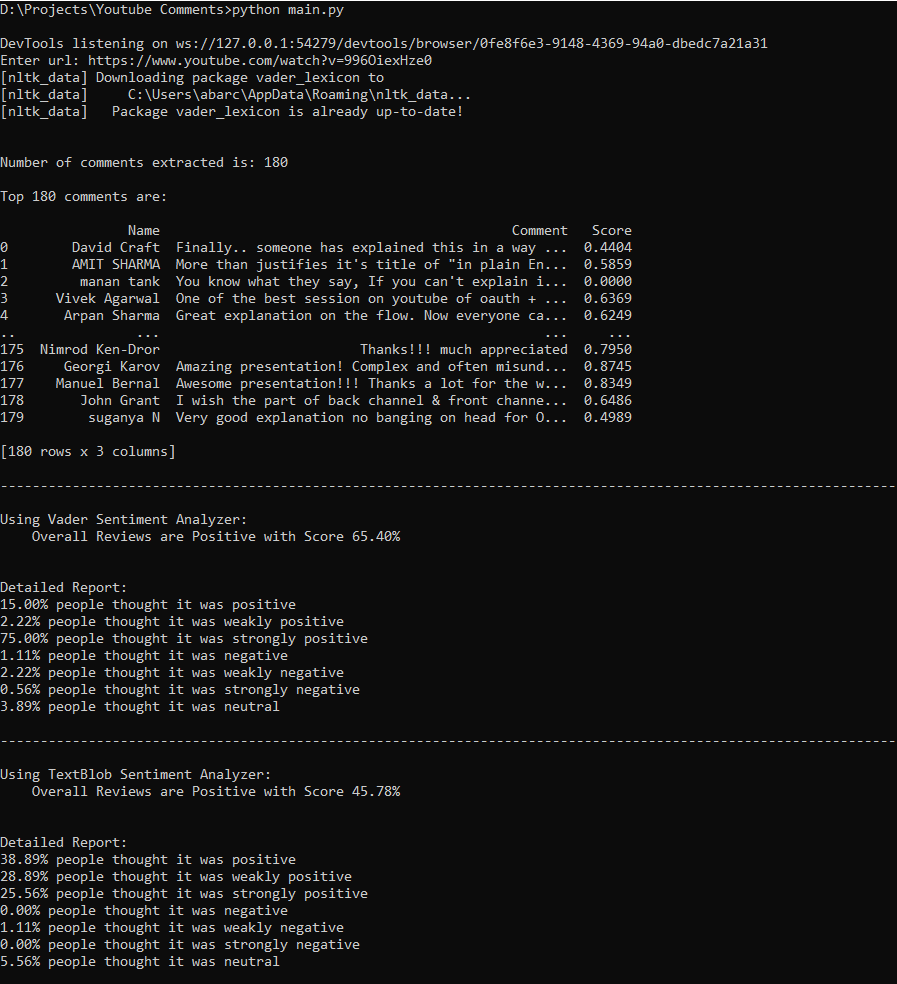 D:\Projects\Youtube Comments>python main.py
DevTools listening on ws://127.0.0.1:54279/devtools/browser/0fe8f6e3-9148-4369-94a0-dbedc7a21a31
Enter url: https://www.youtube.com/watch?v=996OiexHze0
[nltk_data] Downloading package vader_lexicon to
[nltk_data]     C:\Users\abarc\AppData\Roaming\nltk_data...
[nltk_data]   Package vader_lexicon is already up-to-date!
Number of comments extracted is: 180
Top 180 comments are:
                Name                                            Comment   Score
0        David Craft  Finally.. someone has explained this in a way ...  0.4404
1        AMIT SHARMA  More than justifies it's title of "in plain En...  0.5859
2         manan tank  You know what they say, If you can't explain i...  0.0000
3      Vivek Agarwal  One of the best session on youtube of oauth + ...  0.6369
4       Arpan Sharma  Great explanation on the flow. Now everyone ca...  0.6249
..               ...                                                ...     ...
175  Nimrod Ken-Dror                         Thanks!!! much appreciated  0.7950
176     Georgi Karov  Amazing presentation! Complex and often misund...  0.8745
177    Manuel Bernal  Awesome presentation!!! Thanks a lot for the w...  0.8349
178       John Grant  I wish the part of back channel & front channe...  0.6486
179        suganya N  Very good explanation no banging on head for O...  0.4989
[180 rows x 3 columns]
----------------------------------------------------------------------------------------------------------------
Using Vader Sentiment Analyzer:
    Overall Reviews are Positive with Score 65.40%
Detailed Report:
15.00% people thought it was positive
2.22% people thought it was weakly positive
75.00% people thought it was strongly positive
1.11% people thought it was negative
2.22% people thought it was weakly negative
0.56% people thought it was strongly negative
3.89% people thought it was neutral
----------------------------------------------------------------------------------------------------------------
Using TextBlob Sentiment Analyzer:
    Overall Reviews are Positive with Score 45.78%
Detailed Report:
38.89% people thought it was positive
28.89% people thought it was weakly positive
25.56% people thought it was strongly positive
0.00% people thought it was negative
1.11% people thought it was weakly negative
0.00% people thought it was strongly negative
5.56% people thought it was neutral